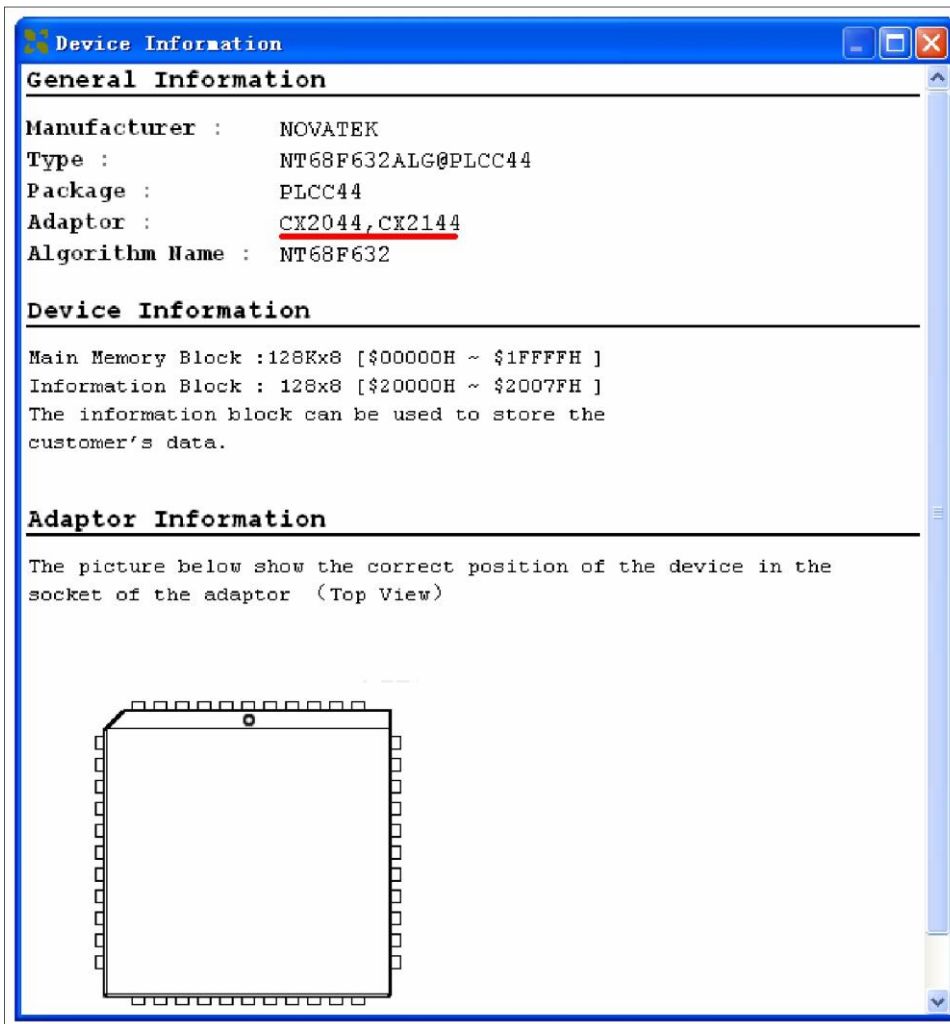 Device Information
General Information
Manufacturer : NOVATEK
Type : NT68F632ALG@PLCC44
Package : PLCC44
Adaptor : CX2044,CX2144
Algorithm Name : NT68F632
Device Information
Main Memory Block :128Kx8 [$00000H ~ $1FFFFH ]
Information Block : 128x8 [$20000H ~ $2007FH ]
The information block can be used to store the
customer's data.
Adaptor Information
The picture below show the correct position of the device in the
socket of the adaptor （Top View）